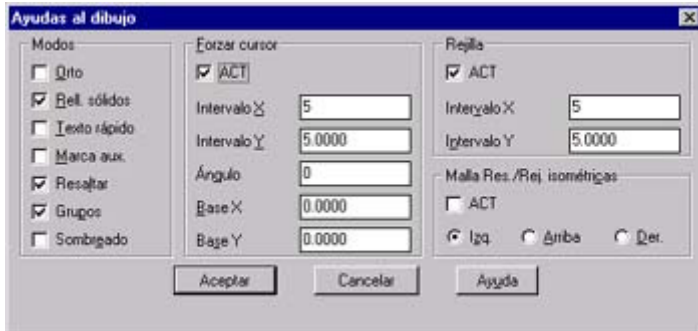 Ayudas al dibujo
Modos
Orto
Rell. sólidos
Texto rápido
Marca aux.
Resaltar
Grupos
Sombreado
Forzar cursor
ACT
Intervalo X 5
Intervalo Y 5.0000
Ángulo 0
Base X 0.0000
Base Y 0.0000
Rejilla
ACT
Intervalo X 5
Intervalo Y 5.0000
Malla Res./Rej. isométricas
ACT
Izq. Arriba Der.
Aceptar Cancelar Ayuda